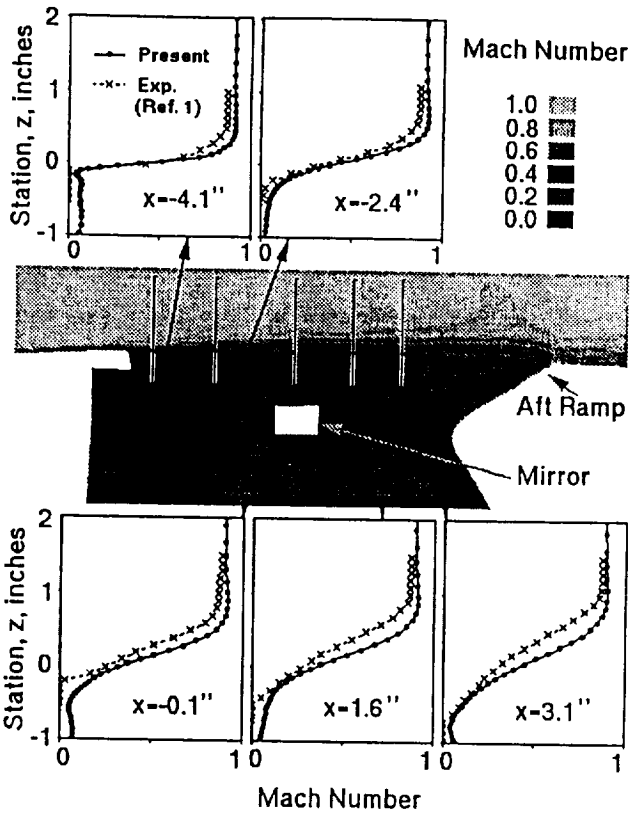 2
1
0
-1
Station, z, inches
Present
Exp.
(Ref. 1)
x=-4.1"
x=-2.4"
0
1
0
1
Mach Number
1.0
0.8
0.6
0.4
0.2
0.0
Aft Ramp
Mirror
2
1
0
-1
Station, z, inches
x=-0.1"
x=1.6"
x=3.1"
0
1
0
1
0
1
Mach Number